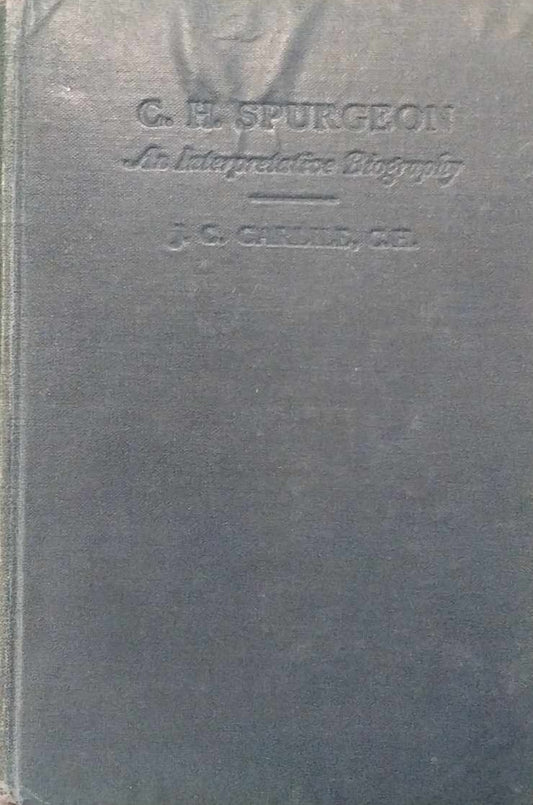 C. H. SPURGEON
An Interpretative Biography
J. C. CARLILE, C.H.